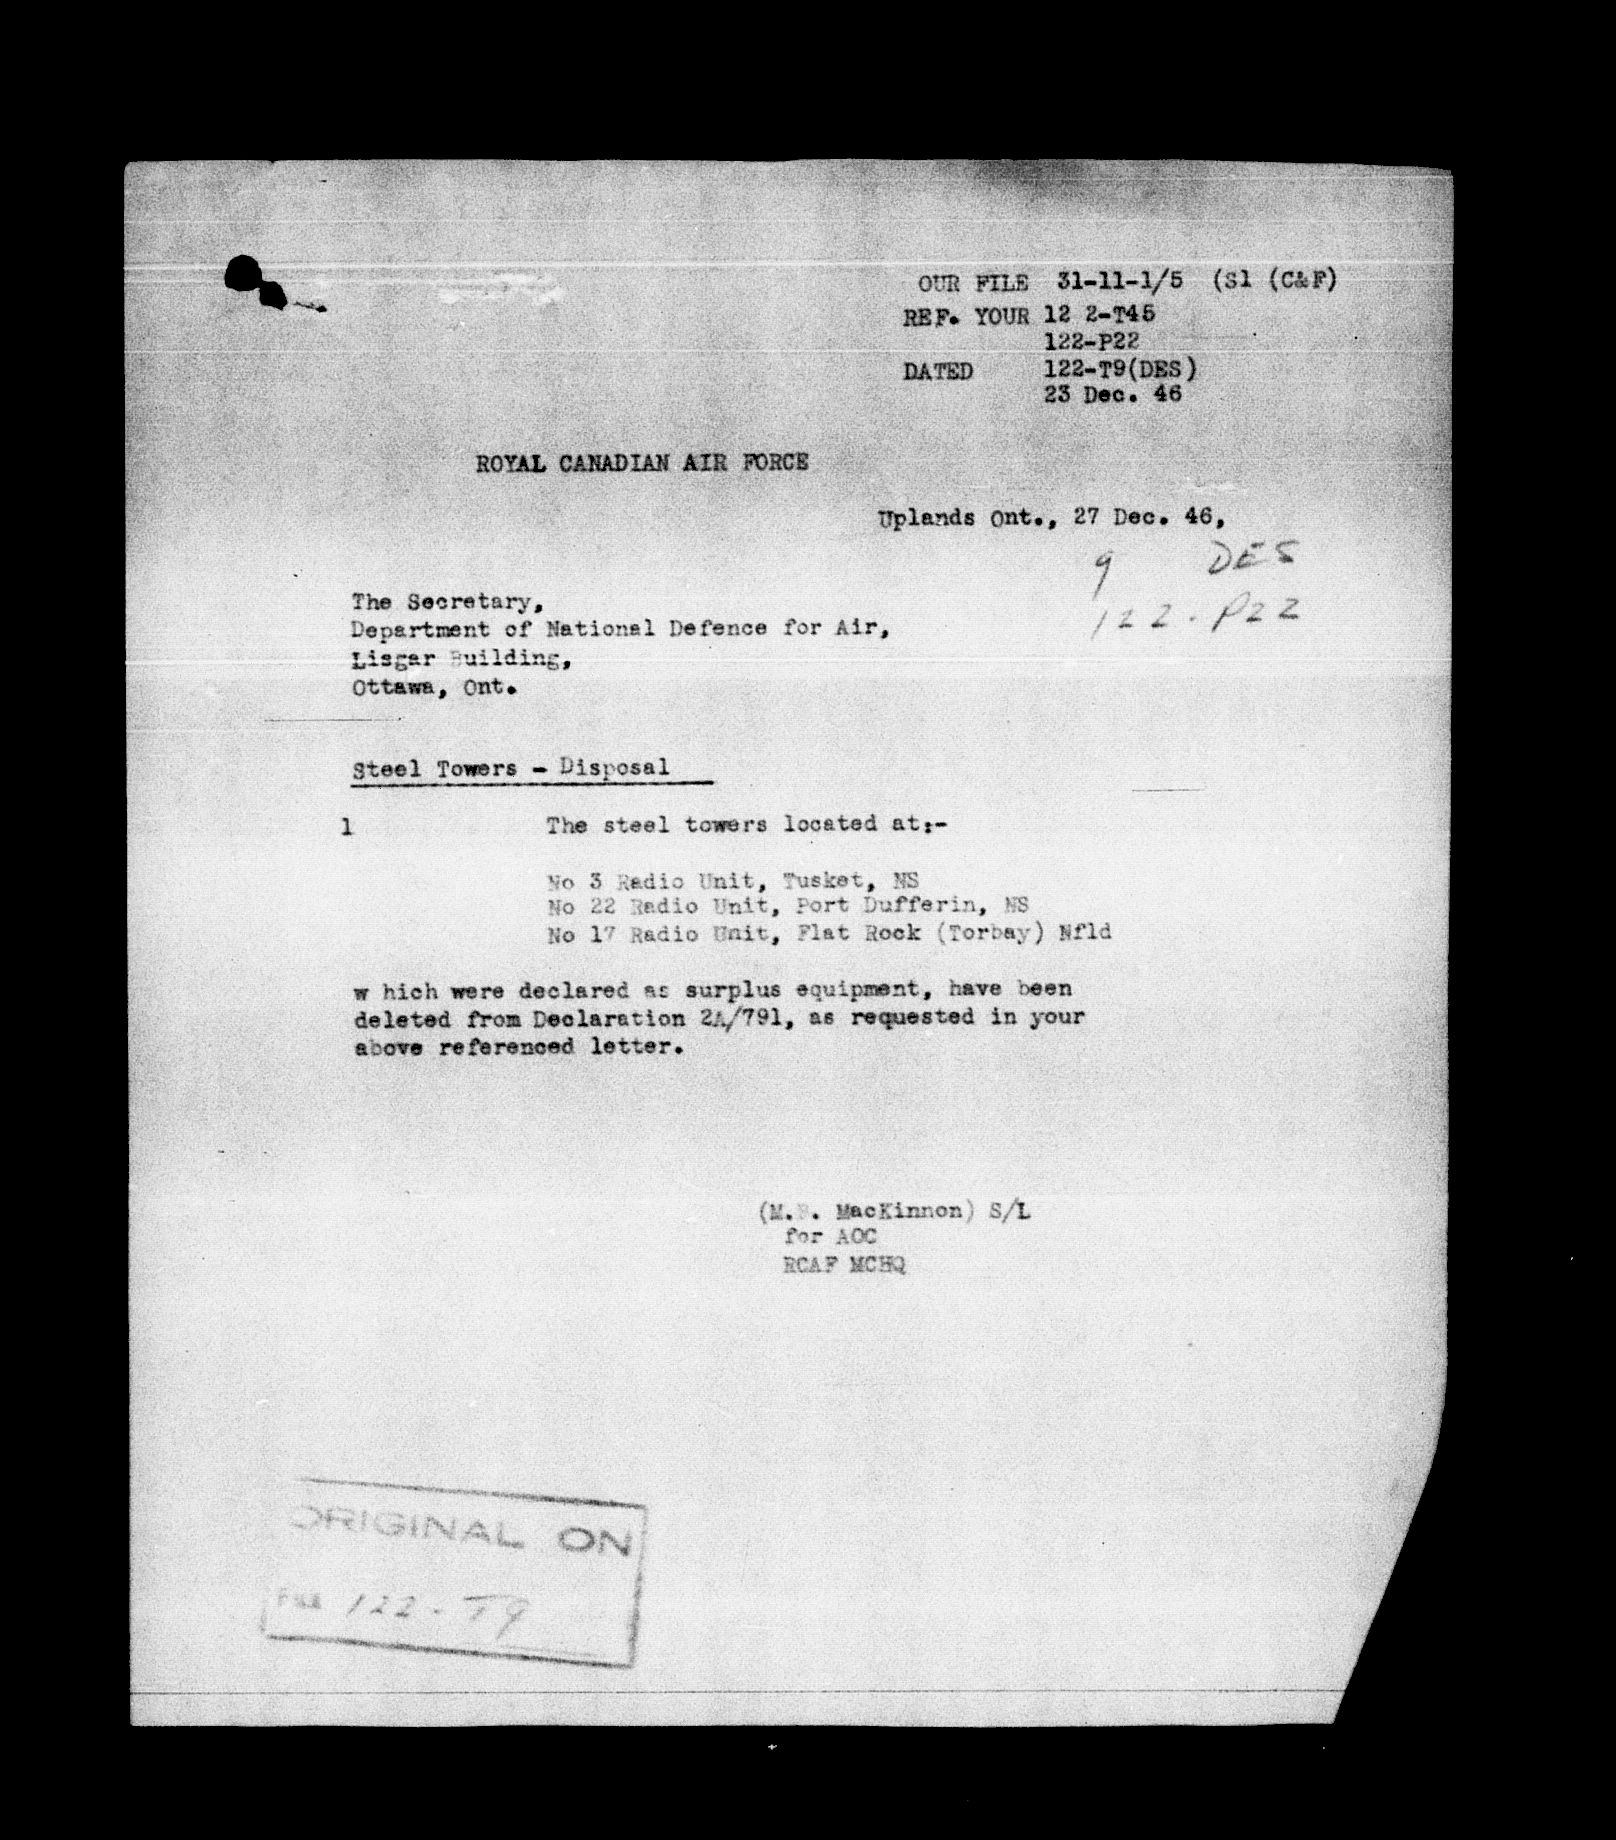 OUR FILE 31-11-1/5 (S1 (C&F)
REF. YOUR 12 2-T45
122-P22
DATED 122-T9(DES)
23 Dec. 46
ROYAL CANADIAN AIR FORCE
Uplands Ont., 27 Dec. 46,
9 DES
122-P22
The Secretary,
Department of National Defence for Air,
Lisgar Building,
Ottawa, Ont.
Steel Towers - Disposal
1 The steel towers located at:-
No 3 Radio Unit, Tusket, NS
No 22 Radio Unit, Port Dufferin, NS
No 17 Radio Unit, Flat Rock (Torbay) Nfld
w hich were declared as surplus equipment, have been
deleted from Declaration 2A/791, as requested in your
above referenced letter.
(M. MacKinnon) S/L
for AOC
RCAF MCHQ
ORIGINAL ON
FILE 122-T9